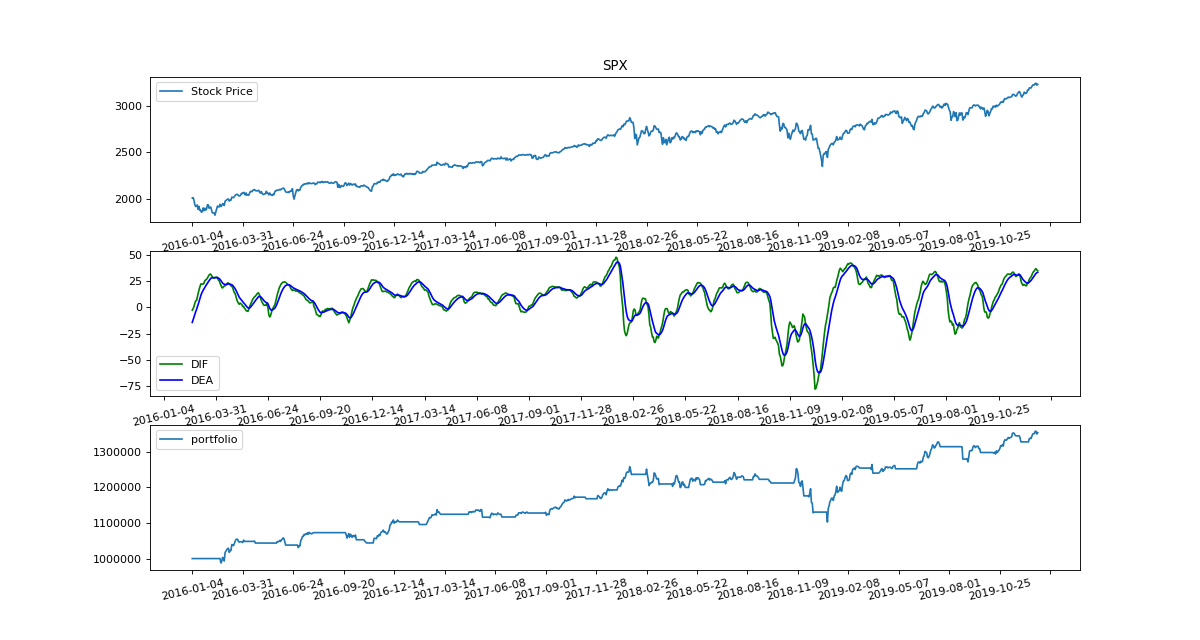 SPX
Stock Price
3000
2500
2000
2016-01-04 2016-03-31 2016-06-24 2016-09-20 2016-12-14 2017-03-14 2017-06-08 2017-09-01 2017-11-28 2018-02-26 2018-05-22 2018-08-16 2018-11-09 2019-02-08 2019-05-07 2019-08-01 2019-10-25
50
25
0
−25
−50
−75
DIF
DEA
2016-01-04 2016-03-31 2016-06-24 2016-09-20 2016-12-14 2017-03-14 2017-06-08 2017-09-01 2017-11-28 2018-02-26 2018-05-22 2018-08-16 2018-11-09 2019-02-08 2019-05-07 2019-08-01 2019-10-25
portfolio
1300000
1200000
1100000
1000000
2016-01-04 2016-03-31 2016-06-24 2016-09-20 2016-12-14 2017-03-14 2017-06-08 2017-09-01 2017-11-28 2018-02-26 2018-05-22 2018-08-16 2018-11-09 2019-02-08 2019-05-07 2019-08-01 2019-10-25